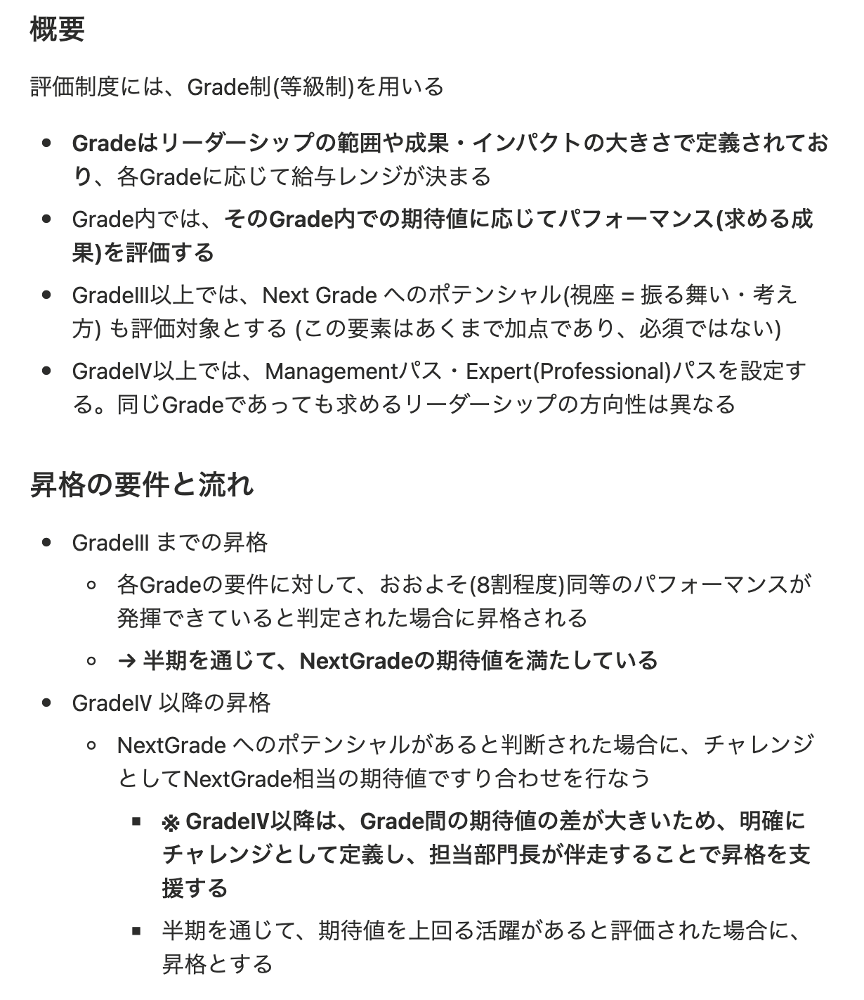 概要
評価制度には、Grade制(等級制)を用いる
• Gradeはリーダーシップの範囲や成果・インパクトの大きさで定義されてお
り、各Gradeに応じて給与レンジが決まる
• Grade内では、そのGrade内での期待値に応じてパフォーマンス(求める成
果)を評価する
• GradeIII以上では、Next Grade へのポテンシャル(視座 = 振る舞い・考え
方) も評価対象とする (この要素はあくまで加点であり、必須ではない)
• GradeIV以上では、Managementパス・Expert(Professional)パスを設定す
る。同じGradeであっても求めるリーダーシップの方向性は異なる
昇格の要件と流れ
• GradeIII までの昇格
◦ 各Gradeの要件に対して、おおよそ(8割程度)同等のパフォーマンスが
発揮できていると判定された場合に昇格される
◦ → 半期を通じて、NextGradeの期待値を満たしている
• GradeIV 以降の昇格
◦ NextGrade へのポテンシャルがあると判断された場合に、チャレンジ
としてNextGrade相当の期待値ですり合わせを行なう
▪ ※ GradeIV以降は、Grade間の期待値の差が大きいため、明確に
チャレンジとして定義し、担当部門長が伴走することで昇格を支
援する
▪ 半期を通じて、期待値を上回る活躍があると評価された場合に、
昇格とする